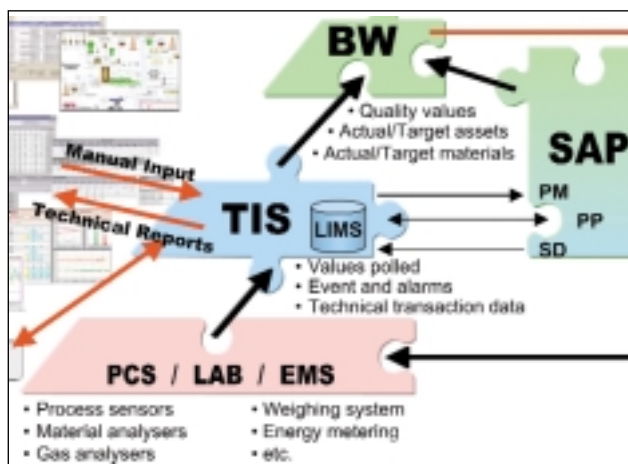 BW
• Quality values
• Actual/Target assets
• Actual/Target materials
SAP
Manual Input
Technical Reports
TIS
LIMS
PM
PP
SD
• Values polled
• Event and alarms
• Technical transaction data
PCS / LAB / EMS
• Process sensors
• Material analysers
• Gas analysers
• Weighing system
• Energy metering
• etc.